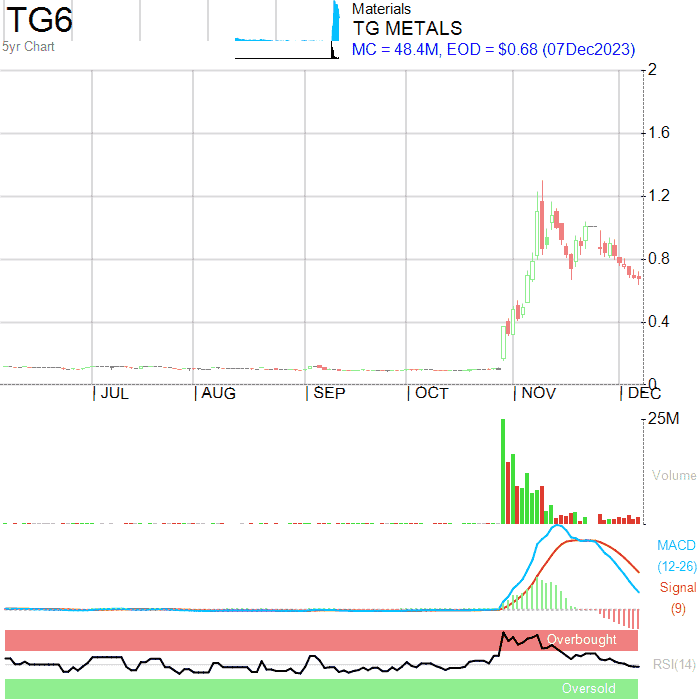 TG6
5yr Chart
Materials
TG METALS
MC = 48.4M, EOD = $0.68 (07Dec2023)
2
1.6
1.2
0.8
0.4
0
JUL
AUG
SEP
OCT
NOV
DEC
25M
Volume
MACD
(12-26)
Signal
(9)
Overbought
RSI(14)
Oversold